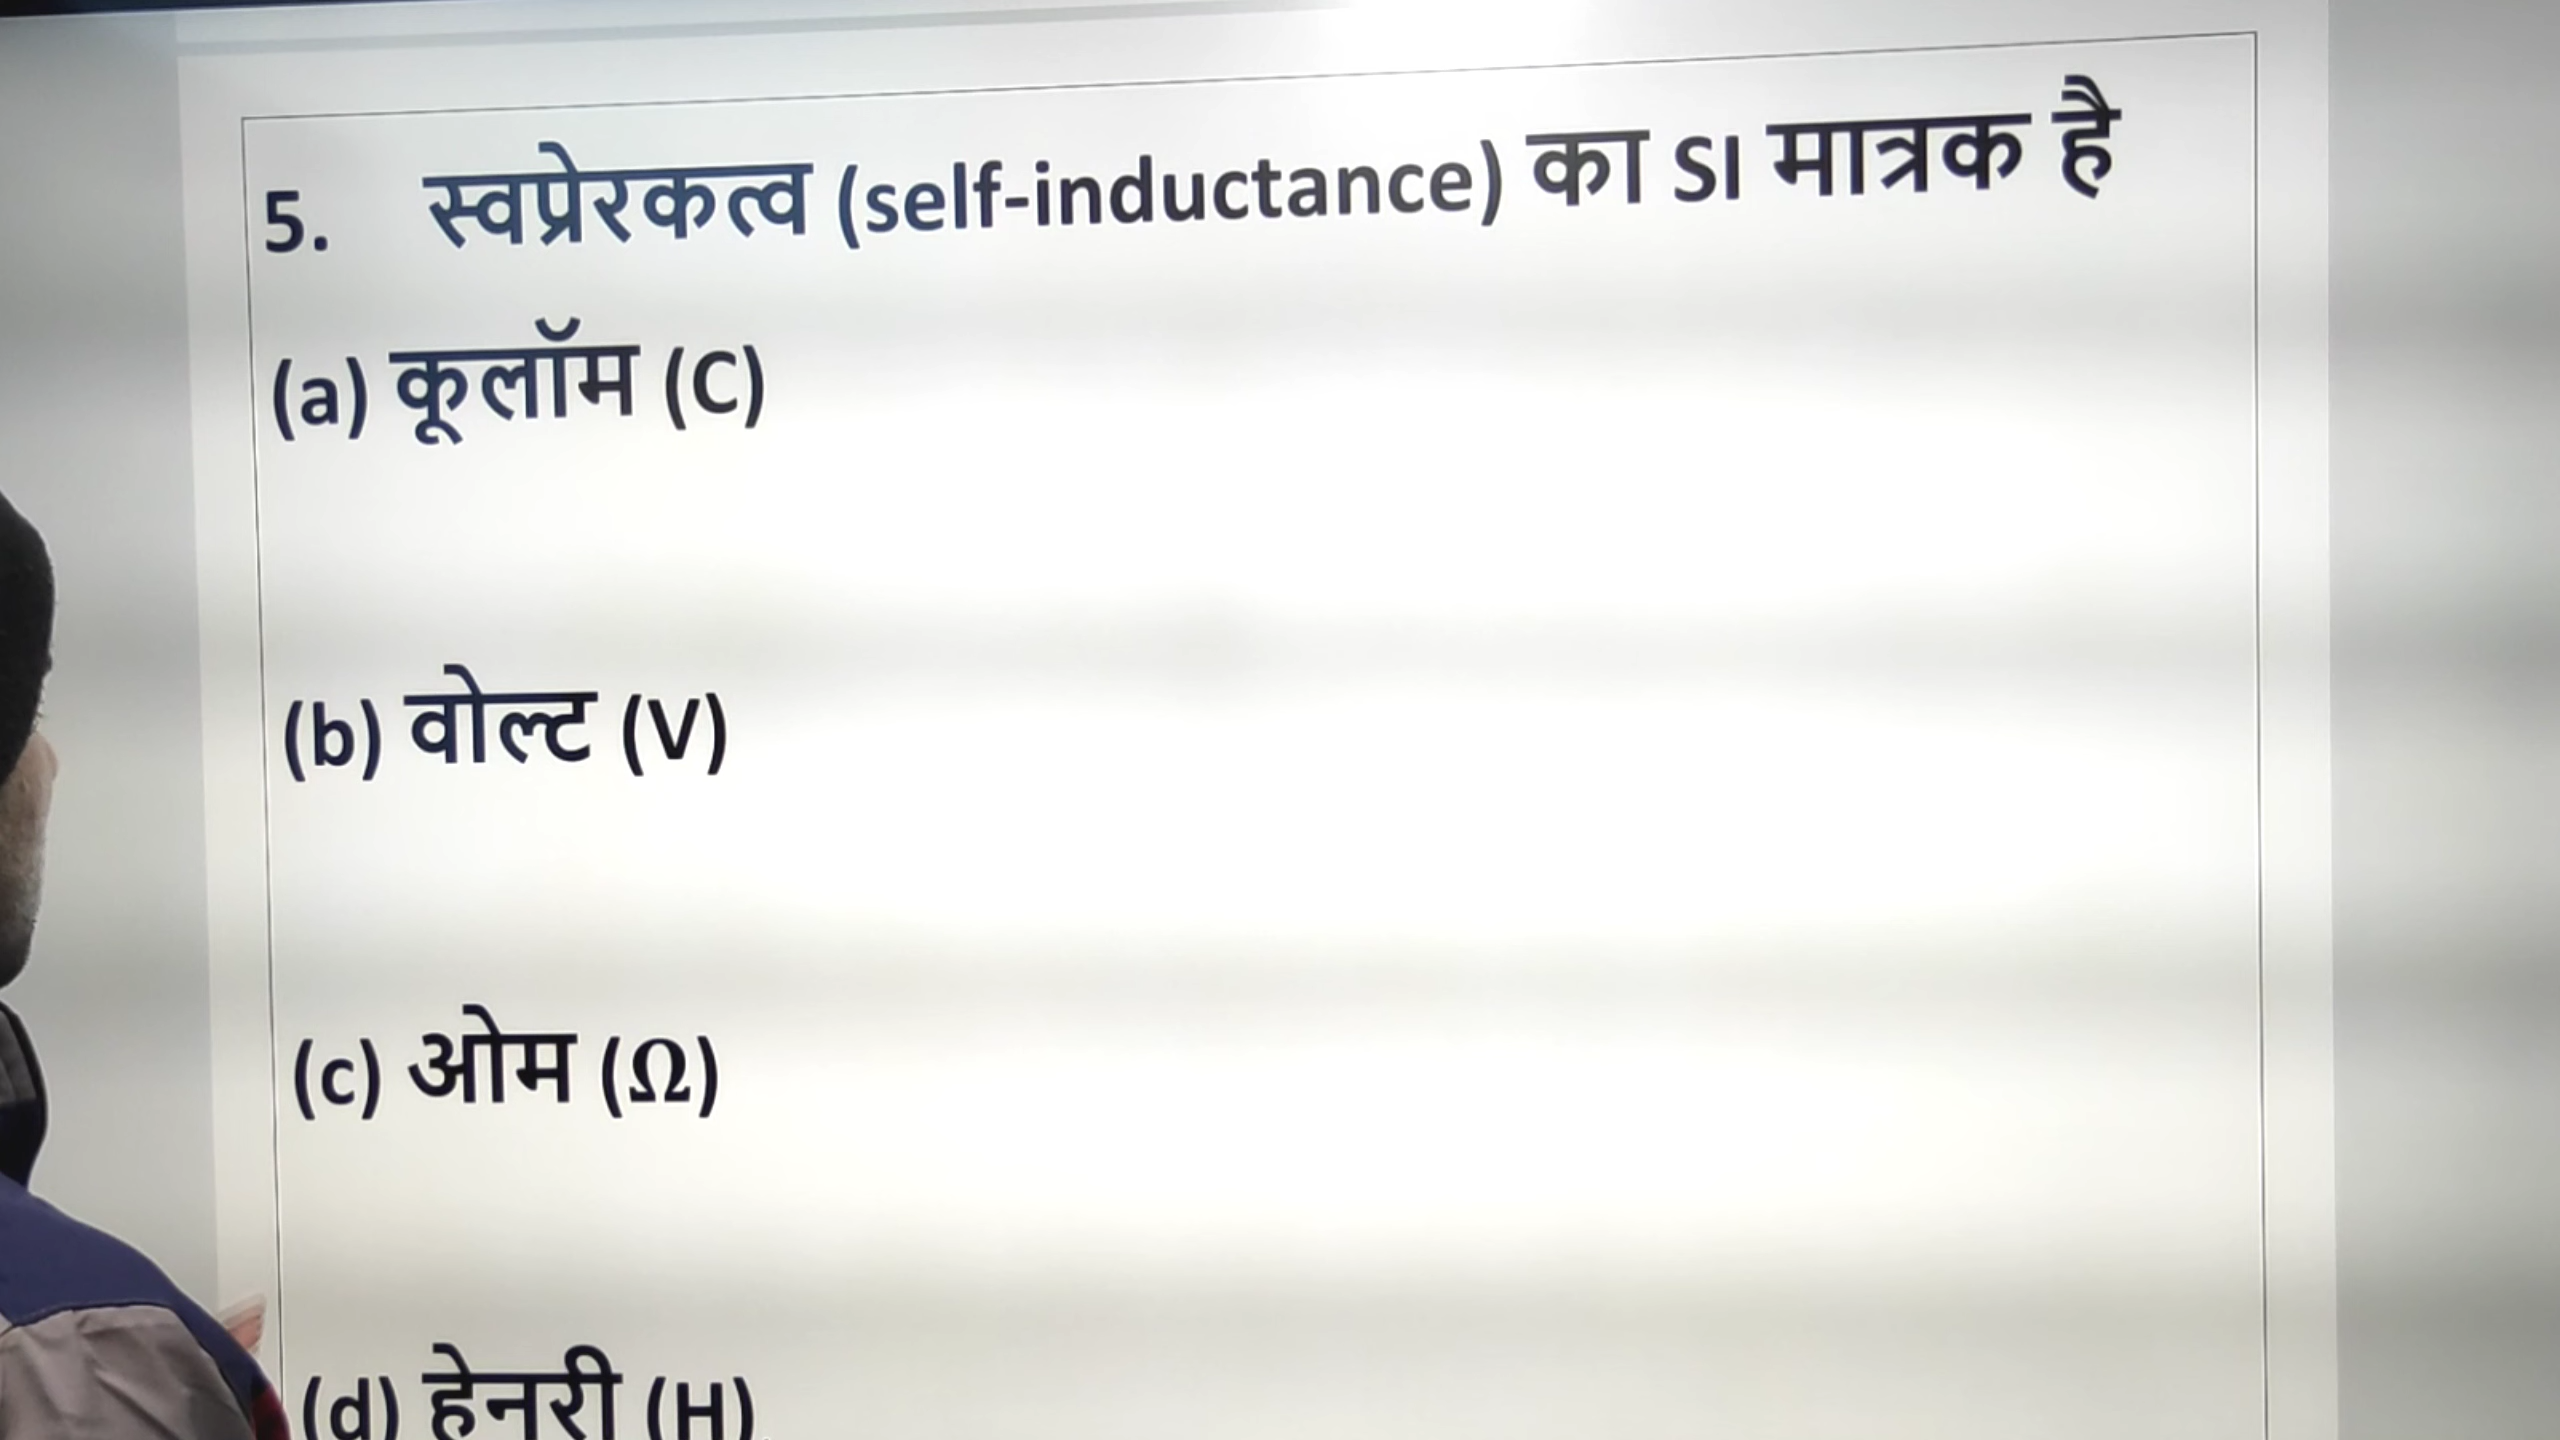 5. स्वप्रेरकत्व (self-inductance) का SI मात्रक है
(a) कूलॉम (C)
(b) वोल्ट (V)
(c) ओम (Ω)
(d) हेनरी (H)